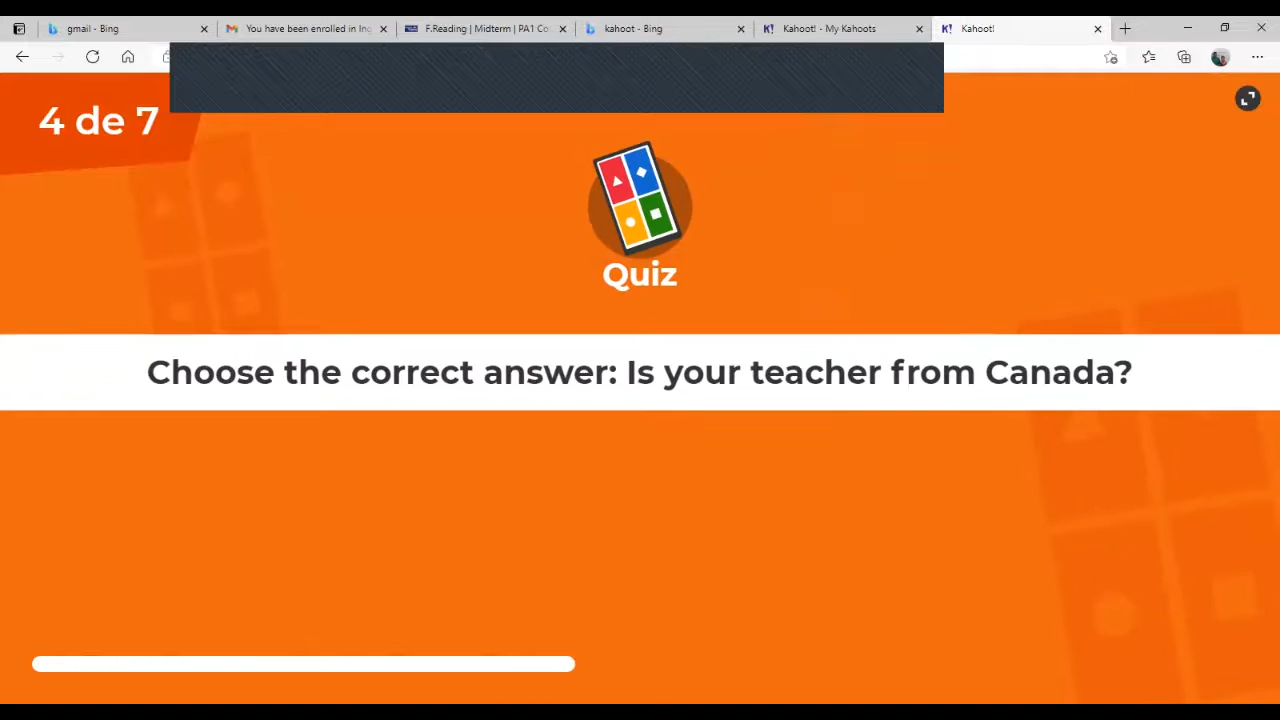 gmail - Bing
You have been enrolled in Ing
F.Reading | Midterm | PA1 Co
kahoot - Bing
K! Kahoot! - My Kahoots
K! Kahoot!
4 de 7
Quiz
Choose the correct answer: Is your teacher from Canada?